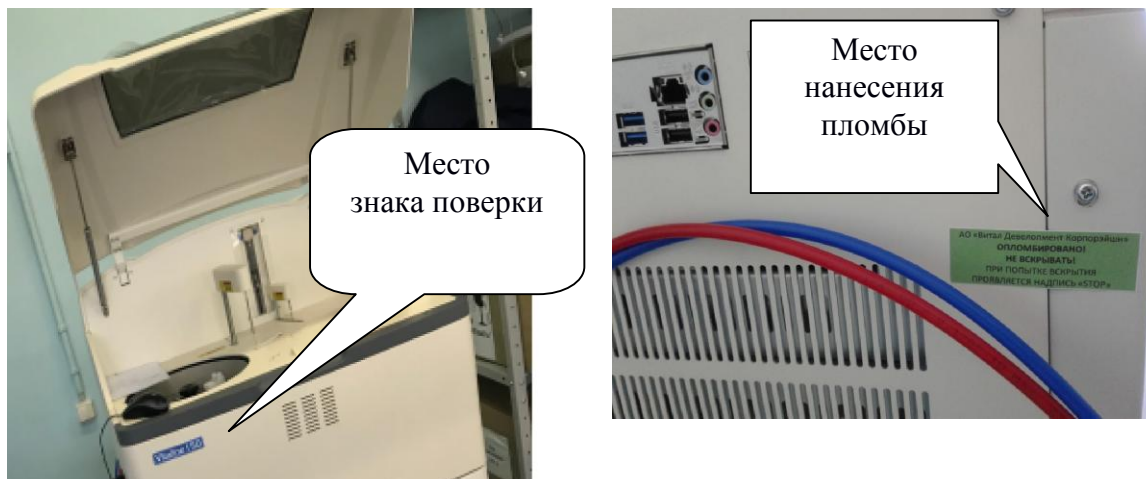 Место
знака поверки
Место
нанесения
пломбы
АО «Витал Девелопмент Корпорэйшн»
ОПЛОМБИРОВАНО!
НЕ ВСКРЫВАТЬ!
ПРИ ПОПЫТКЕ ВСКРЫТИЯ
ПРОЯВЛЯЕТСЯ НАДПИСЬ «STOP»